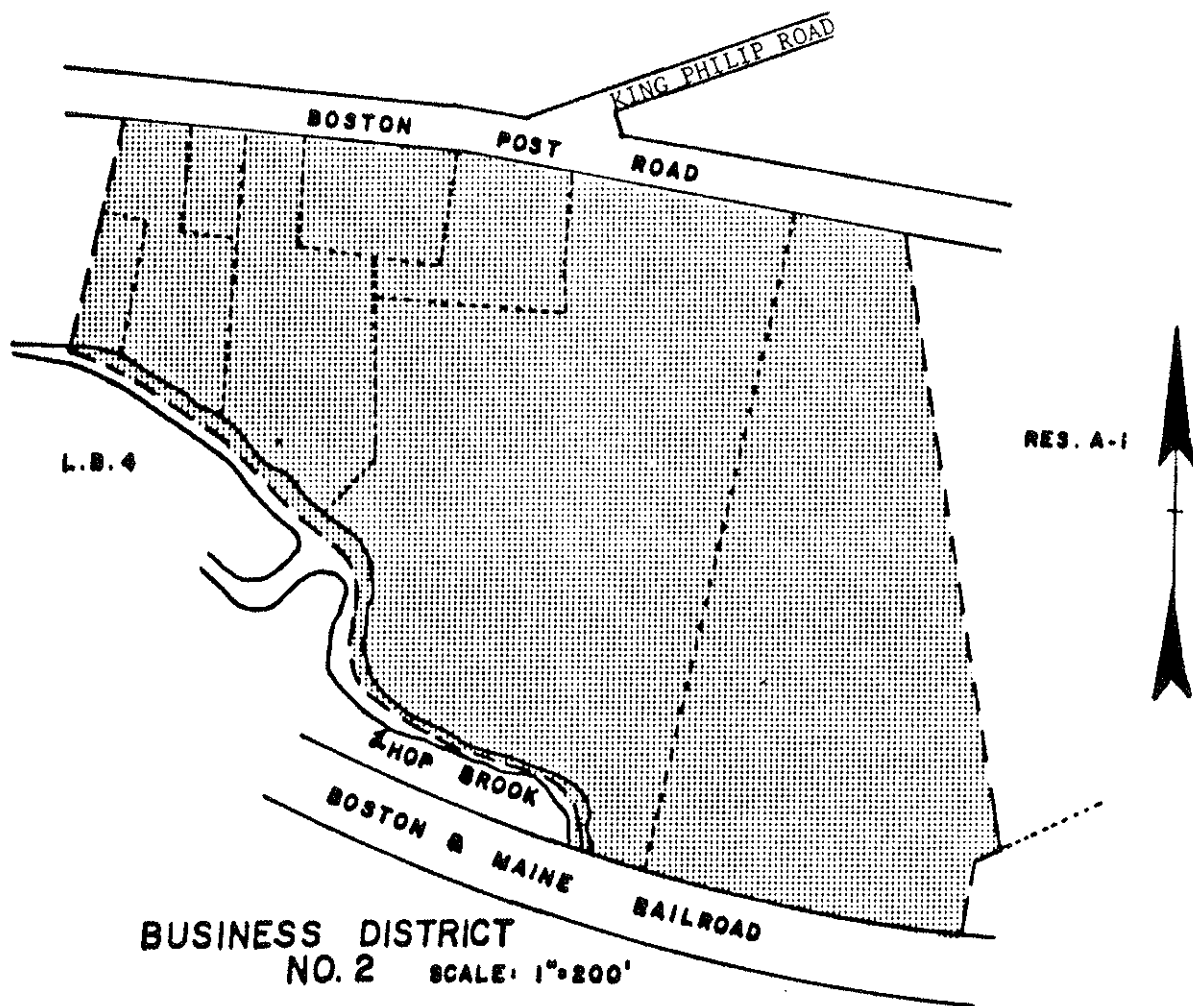 KING PHILIP ROAD
BOSTON POST ROAD
RES. A-1
L.B.4
HOP BROOK
BOSTON & MAINE RAILROAD
BUSINESS DISTRICT
NO. 2 SCALE: 1"=200'